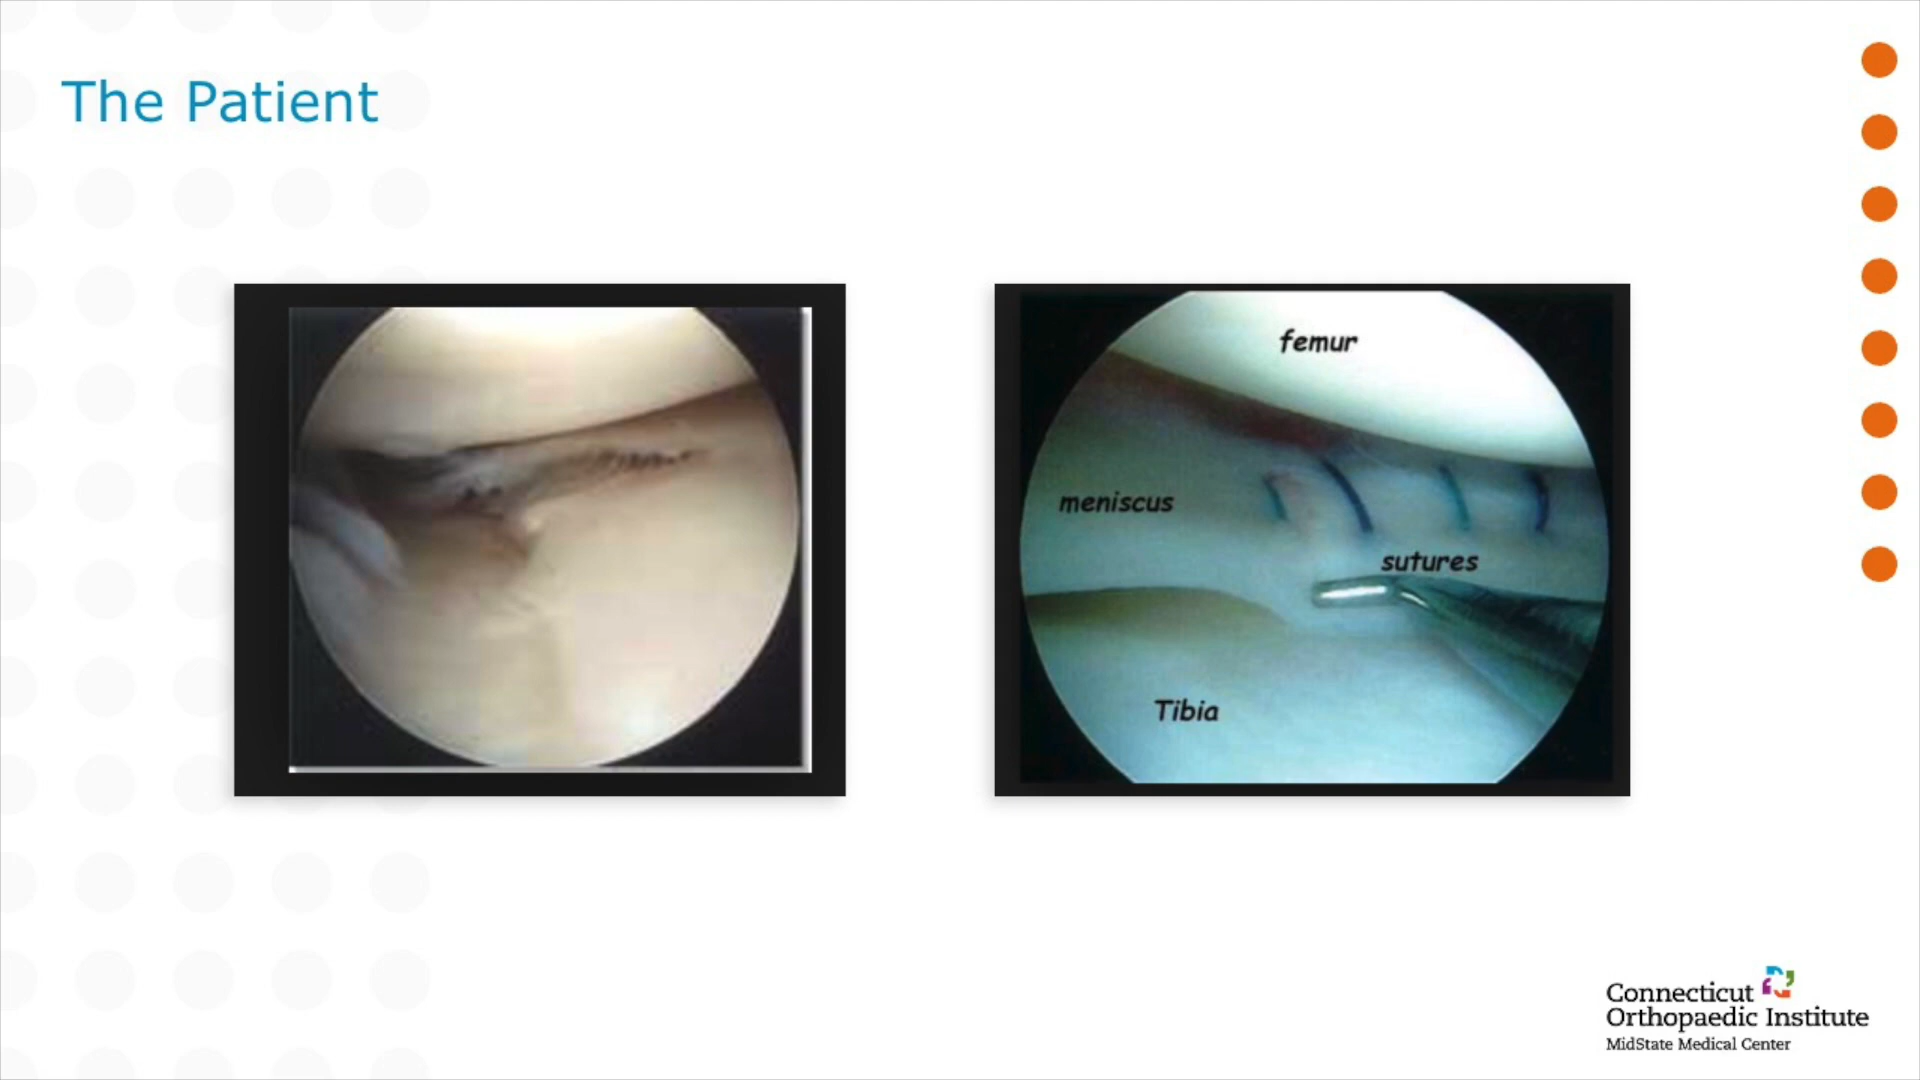 The Patient
femur
meniscus
sutures
Tibia
Connecticut
Orthopaedic Institute
MidState Medical Center